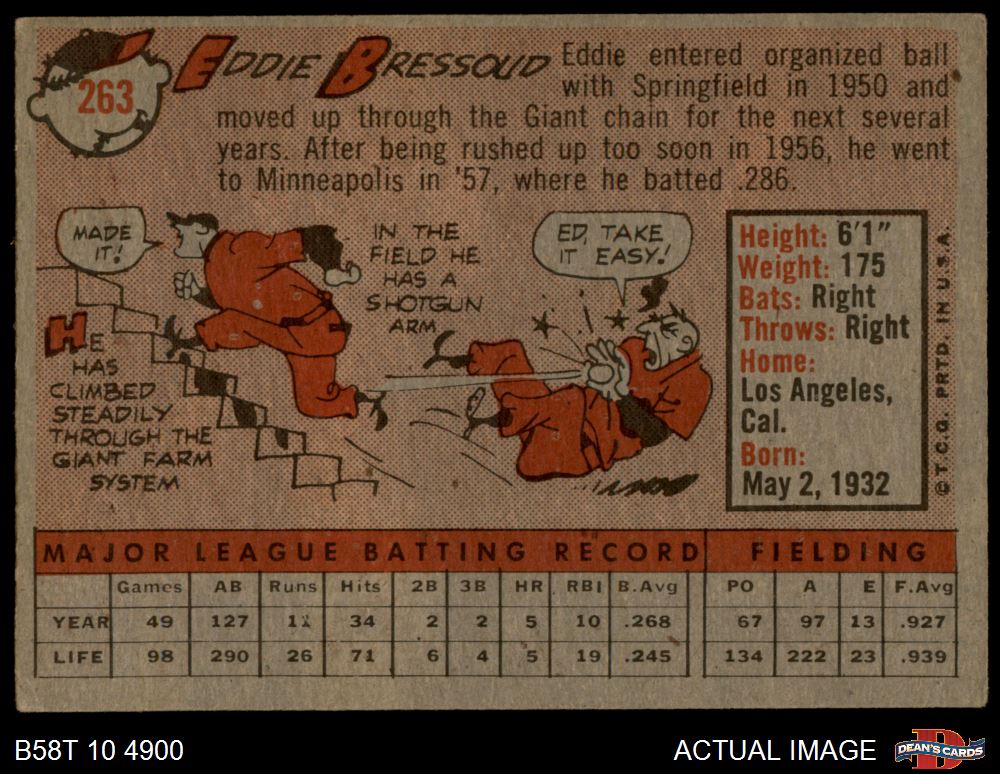 263
EDDIE BRESSOUD
Eddie entered organized ball
with Springfield in 1950 and
moved up through the Giant chain for the next several
years. After being rushed up too soon in 1956, he went
to Minneapolis in '57, where he batted .286.
MADE
IT!
HE
HAS
CLIMBED
STEADILY
THROUGH THE
GIANT FARM
SYSTEM
IN THE
FIELD HE
HAS A
SHOTGUN
ARM
ED, TAKE
IT EASY!
Height: 6'1"
Weight: 175
Bats: Right
Throws: Right
Home:
Los Angeles,
Cal.
Born:
May 2, 1932
© T.C.G. PRTD. IN U.S.A.
MAJOR LEAGUE BATTING RECORD FIELDING
Games AB Runs Hits 2B 3B HR RBI B.Avg PO A E F.Avg
YEAR 49 127 11 34 2 2 5 10 .268 67 97 13 .927
LIFE 98 290 26 71 6 4 5 19 .245 134 222 23 .939
B58T 10 4900
ACTUAL IMAGE
DEAN'S CARDS